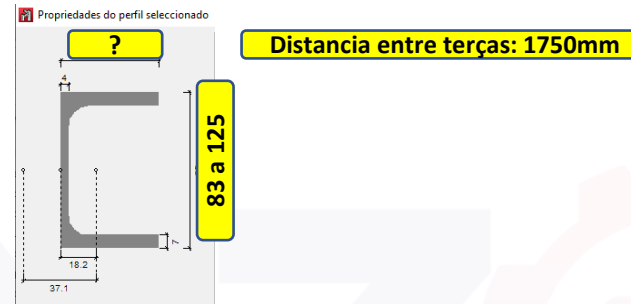 Propriedades do perfil seleccionado
?
Distancia entre terças: 1750mm
4
83 a 125
7
18.2
37.1